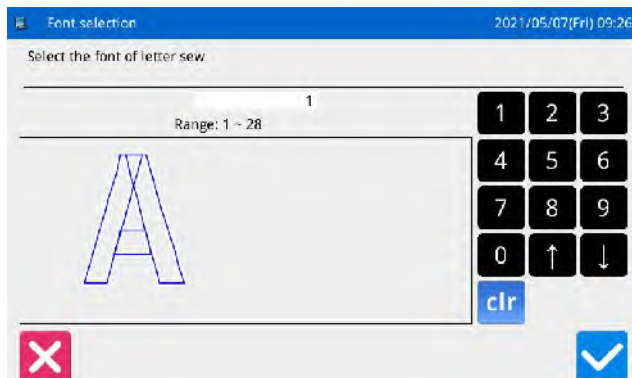 Font selection 2021/05/07(Fri) 09:26
Select the font of letter sew
1
Range: 1 ~ 28
A
1 2 3
4 5 6
7 8 9
0 ↑ ↓
clr